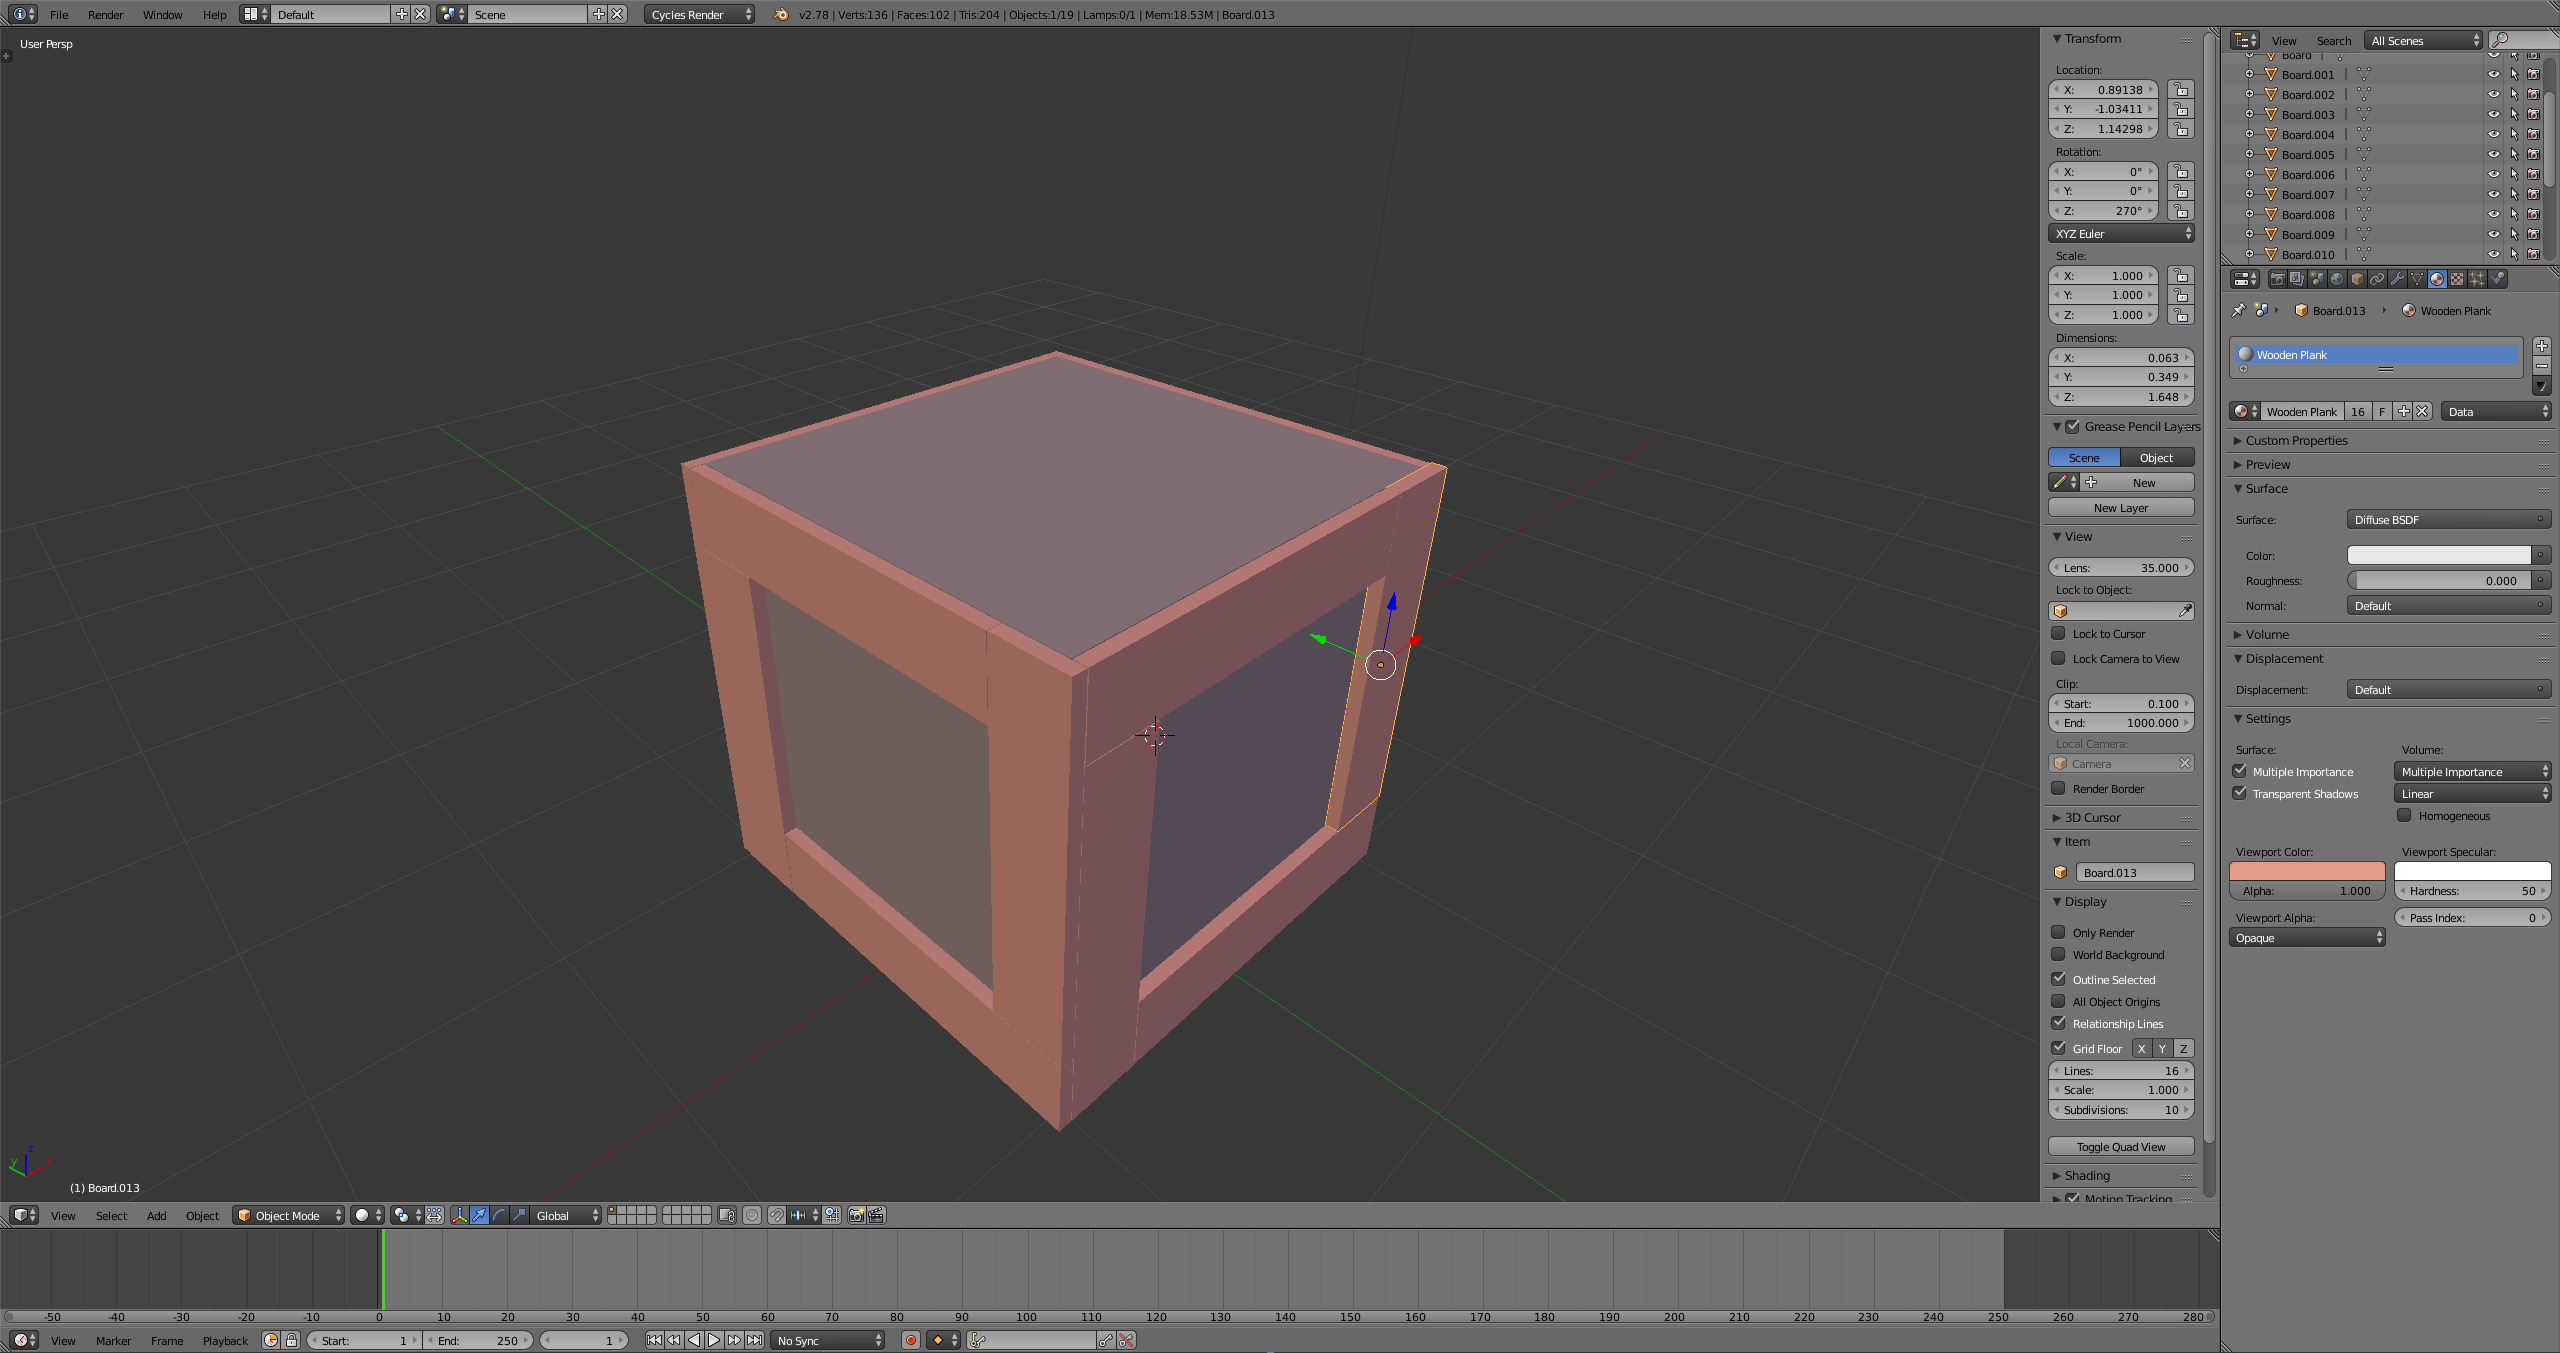 File Render Window Help Default Scene Cycles Render v2.78 | Verts:136 | Faces:102 | Tris:204 | Objects:1/19 | Lamps:0/1 | Mem:18.53M | Board.013
User Persp
(1) Board.013
Transform
Location:
X: 0.89138
Y: -1.03411
Z: 1.14298
Rotation:
X: 0°
Y: 0°
Z: 270°
XYZ Euler
Scale:
X: 1.000
Y: 1.000
Z: 1.000
Dimensions:
X: 0.063
Y: 0.349
Z: 1.648
Grease Pencil Layers
Scene Object
New
New Layer
View
Lens: 35.000
Lock to Object:
Lock to Cursor
Lock Camera to View
Clip:
Start: 0.100
End: 1000.000
Local Camera:
Camera
Render Border
3D Cursor
Item
Board.013
Display
Only Render
World Background
Outline Selected
All Object Origins
Relationship Lines
Grid Floor X Y Z
Lines: 16
Scale: 1.000
Subdivisions: 10
Toggle Quad View
Shading
Motion Tracking
View Search All Scenes
Board
Board.001
Board.002
Board.003
Board.004
Board.005
Board.006
Board.007
Board.008
Board.009
Board.010
Board.013 Wooden Plank
Wooden Plank
Wooden Plank 16 F Data
Custom Properties
Preview
Surface
Surface: Diffuse BSDF
Color:
Roughness: 0.000
Normal: Default
Volume
Displacement
Displacement: Default
Settings
Surface: Volume:
Multiple Importance Multiple Importance
Transparent Shadows Linear
Homogeneous
Viewport Color: Viewport Specular:
Alpha: 1.000 Hardness: 50
Viewport Alpha: Pass Index: 0
Opaque
z
y
x
View Select Add Object Object Mode Global
-50 -40 -30 -20 -10 0 10 20 30 40 50 60 70 80 90 100 110 120 130 140 150 160 170 180 190 200 210 220 230 240 250 260 270 280
View Marker Frame Playback Start: 1 End: 250 1 No Sync